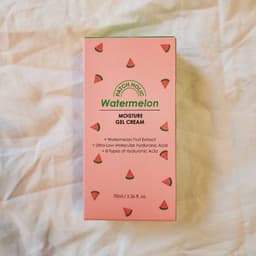 PATCH HOLIC
Watermelon
MOISTURE
GEL CREAM
+ Watermelon Fruit Extract
+ Ultra-Low Molecular Hyaluronic Acid
+ 8 Types of Hyaluronic Acid
70ml / 2.36 fl. oz.